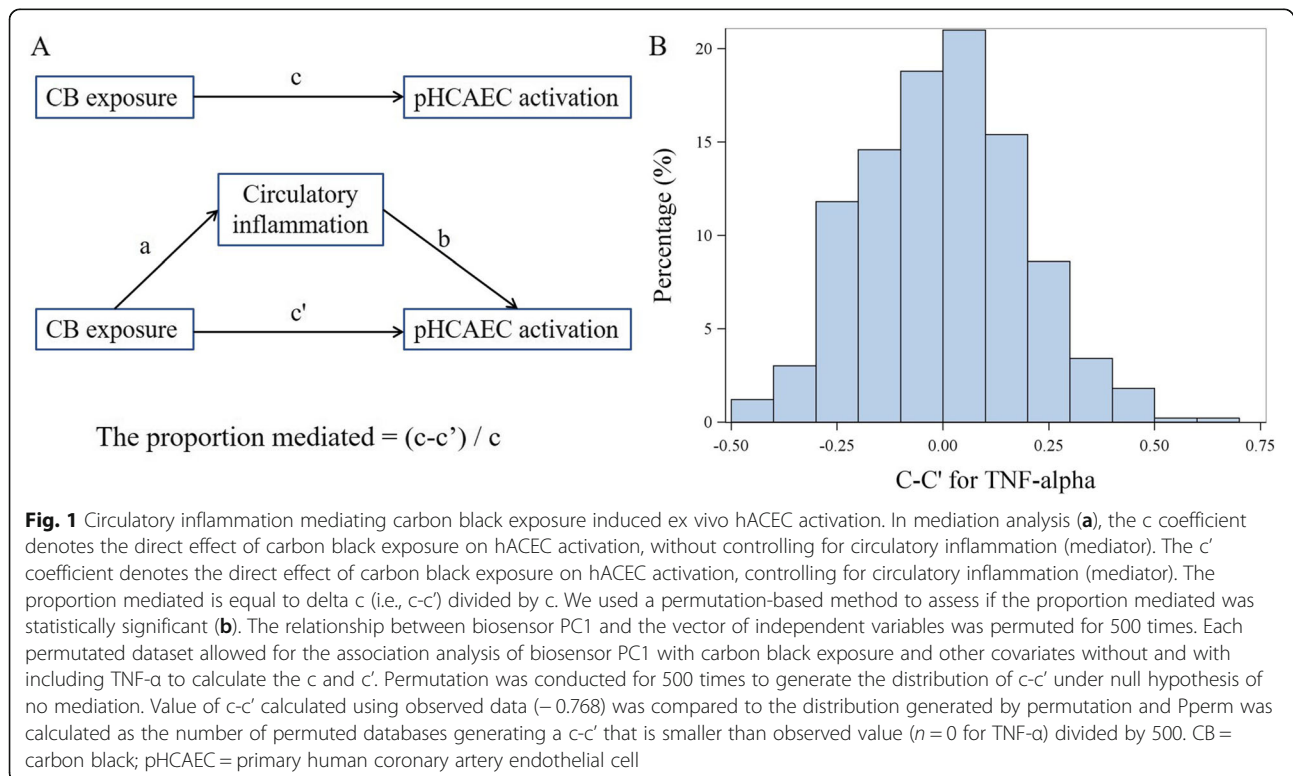 A
CB exposure
c
pHCAEC activation
Circulatory
inflammation
a
b
CB exposure
c'
pHCAEC activation
The proportion mediated = (c-c’) / c
B
Percentage (%)
20
15
10
5
0
-0.50
-0.25
0.00
0.25
0.50
0.75
C-C' for TNF-alpha
Fig. 1 Circulatory inflammation mediating carbon black exposure induced ex vivo hACEC activation. In mediation analysis (a), the c coefficient
denotes the direct effect of carbon black exposure on hACEC activation, without controlling for circulatory inflammation (mediator). The c’
coefficient denotes the direct effect of carbon black exposure on hACEC activation, controlling for circulatory inflammation (mediator). The
proportion mediated is equal to delta c (i.e., c-c’) divided by c. We used a permutation-based method to assess if the proportion mediated was
statistically significant (b). The relationship between biosensor PC1 and the vector of independent variables was permuted for 500 times. Each
permutated dataset allowed for the association analysis of biosensor PC1 with carbon black exposure and other covariates without and with
including TNF-α to calculate the c and c’. Permutation was conducted for 500 times to generate the distribution of c-c’ under null hypothesis of
no mediation. Value of c-c’ calculated using observed data (− 0.768) was compared to the distribution generated by permutation and Pperm was
calculated as the number of permuted databases generating a c-c’ that is smaller than observed value (n = 0 for TNF-α) divided by 500. CB =
carbon black; pHCAEC = primary human coronary artery endothelial cell